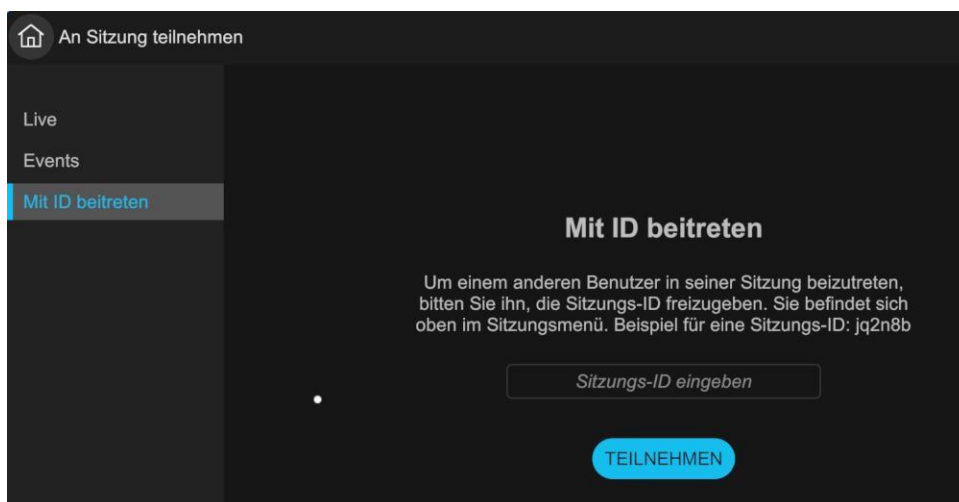 An Sitzung teilnehmen
Live
Events
Mit ID beitreten
Mit ID beitreten
Um einem anderen Benutzer in seiner Sitzung beizutreten,
bitten Sie ihn, die Sitzungs-ID freizugeben. Sie befindet sich
oben im Sitzungsmenü. Beispiel für eine Sitzungs-ID: jq2n8b
Sitzungs-ID eingeben
TEILNEHMEN